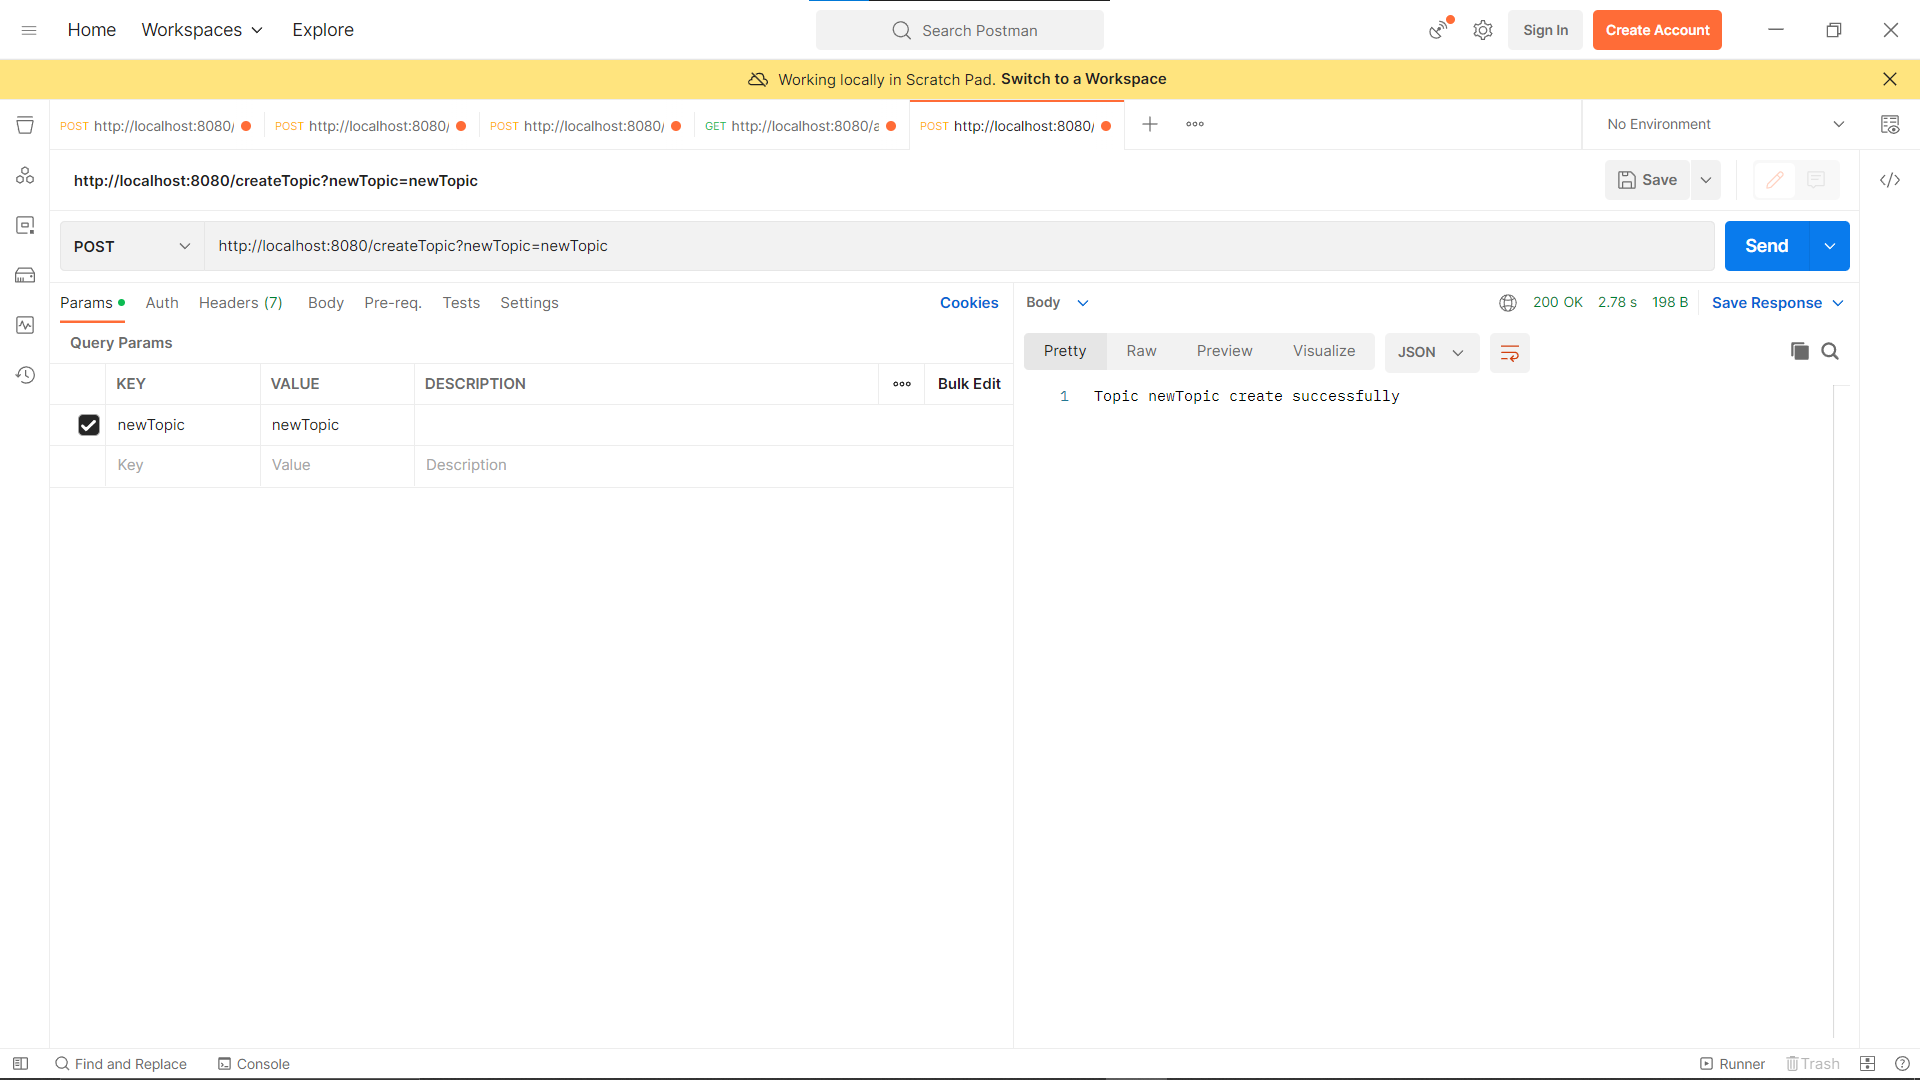 Home Workspaces Explore Search Postman Sign In Create Account
Working locally in Scratch Pad. Switch to a Workspace
POST http://localhost:8080/ POST http://localhost:8080/ POST http://localhost:8080/ GET http://localhost:8080/a POST http://localhost:8080/ No Environment
http://localhost:8080/createTopic?newTopic=newTopic Save
POST http://localhost:8080/createTopic?newTopic=newTopic Send
Params Auth Headers (7) Body Pre-req. Tests Settings Cookies
Body 200 OK 2.78 s 198 B Save Response
Query Params
Pretty Raw Preview Visualize JSON
KEY VALUE DESCRIPTION Bulk Edit
1 Topic newTopic create successfully
newTopic newTopic
Key Value Description
Find and Replace Console Runner Trash